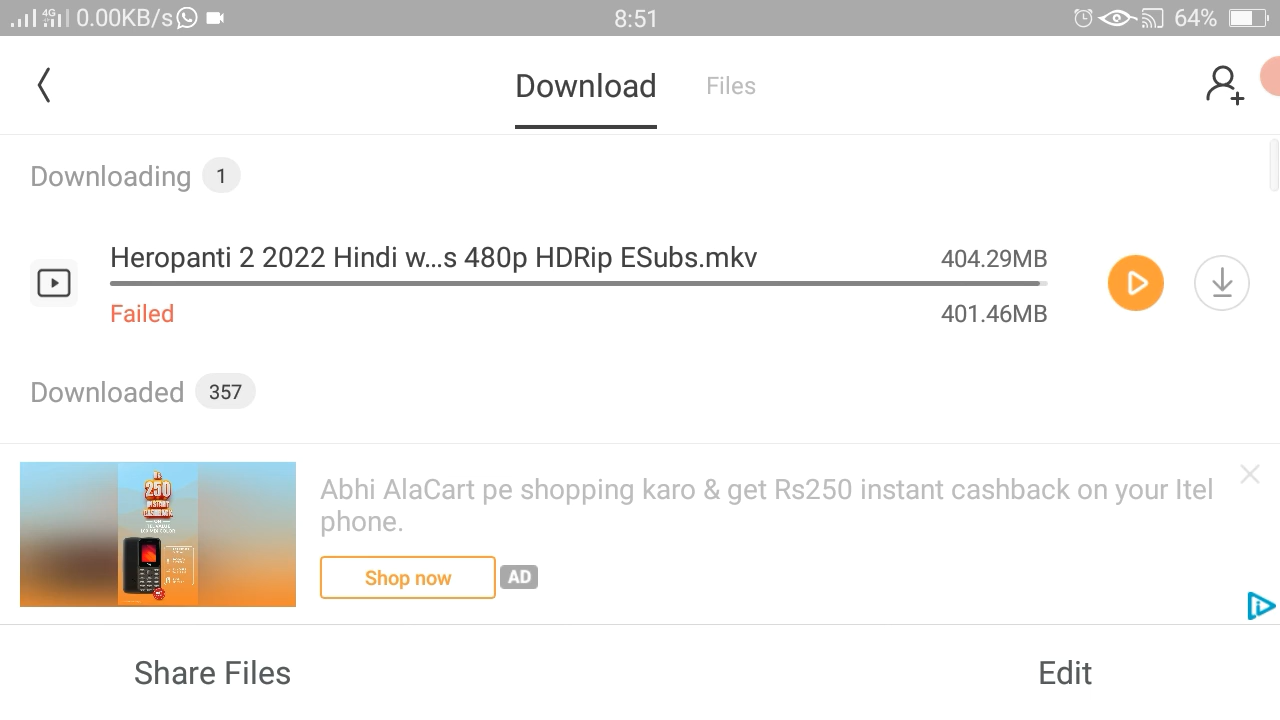 4G 0.00KB/s 8:51 64%
Download Files
Downloading 1
Heropanti 2 2022 Hindi w...s 480p HDRip ESubs.mkv 404.29MB
Failed 401.46MB
Downloaded 357
250
Abhi AlaCart pe shopping karo & get Rs250 instant cashback on your Itel
phone.
Shop now AD
Share Files Edit